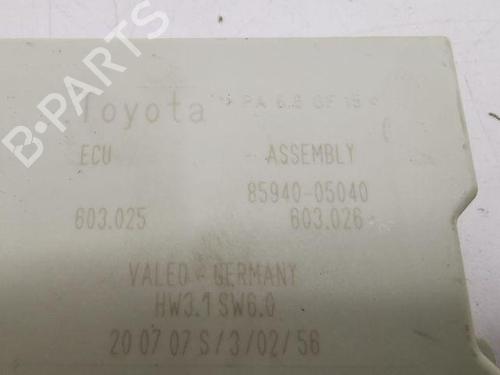 Toyota >PA 6.6 GF 15<
ECU ASSEMBLY
85940-05040
603.025 603.026
VALEO - GERMANY
HW3.1 SW6.0
20 07 07 S/3/02/56
B-PARTS